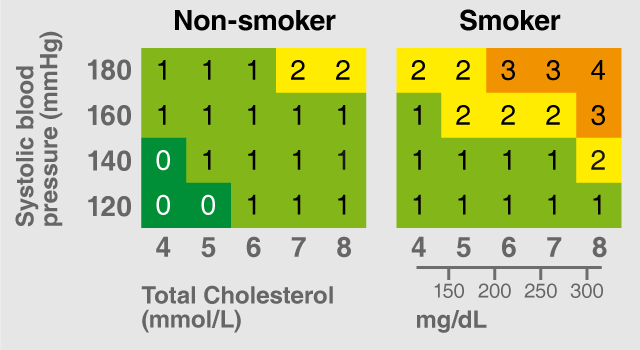 Non-smoker Smoker
Systolic blood
pressure (mmHg)
180 1 1 1 2 2 2 2 3 3 4
160 1 1 1 1 1 1 2 2 2 3
140 0 1 1 1 1 1 1 1 1 2
120 0 0 1 1 1 1 1 1 1 1
4 5 6 7 8 4 5 6 7 8
150 200 250 300
Total Cholesterol
(mmol/L) mg/dL